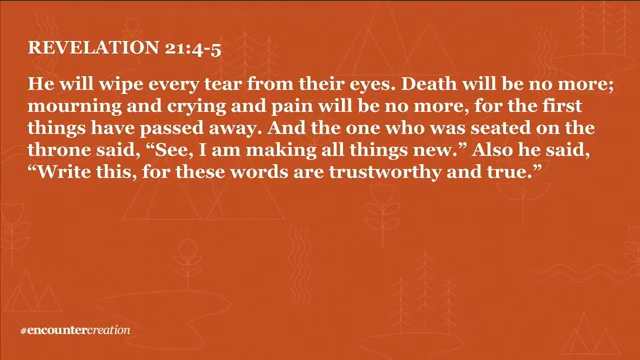 REVELATION 21:4-5
He will wipe every tear from their eyes. Death will be no more;
mourning and crying and pain will be no more, for the first
things have passed away. And the one who was seated on the
throne said, “See, I am making all things new.” Also he said,
“Write this, for these words are trustworthy and true.”
#encountercreation